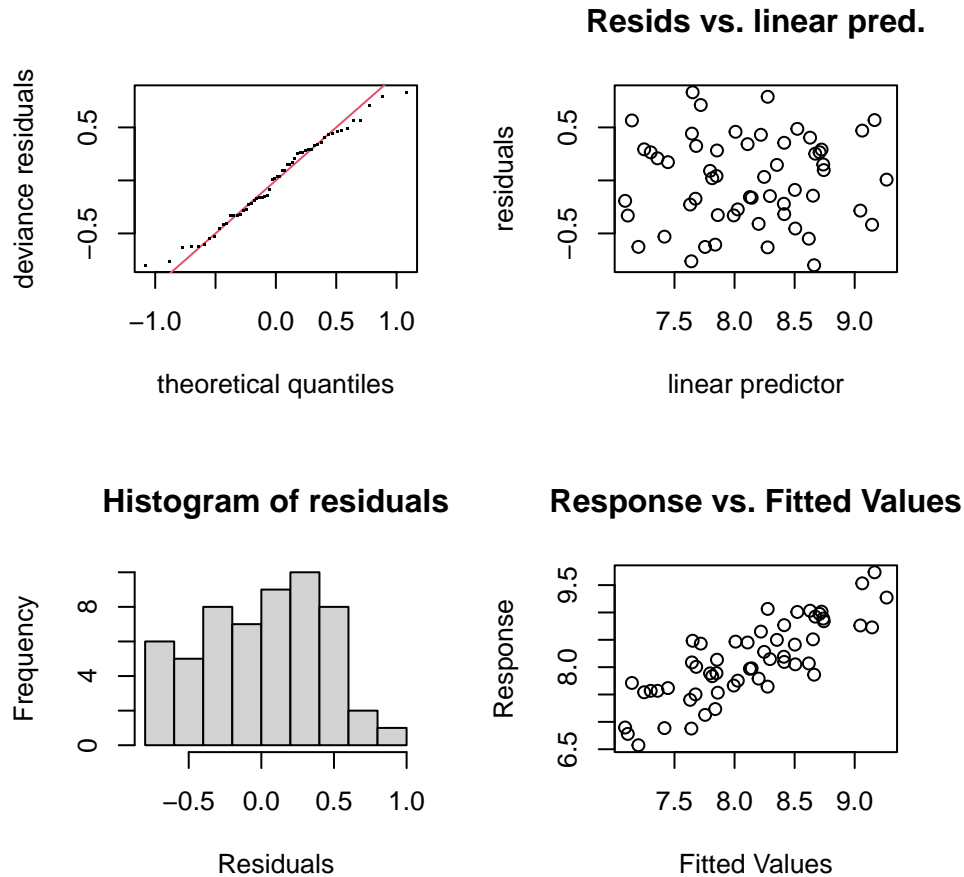 deviance residuals
0.5
−0.5
−1.0
0.0
0.5
1.0
theoretical quantiles
Resids vs. linear pred.
residuals
0.5
−0.5
7.5
8.0
8.5
9.0
linear predictor
Histogram of residuals
Frequency
8
4
0
−0.5
0.0
0.5
1.0
Residuals
Response vs. Fitted Values
Response
9.5
8.0
6.5
7.5
8.0
8.5
9.0
Fitted Values